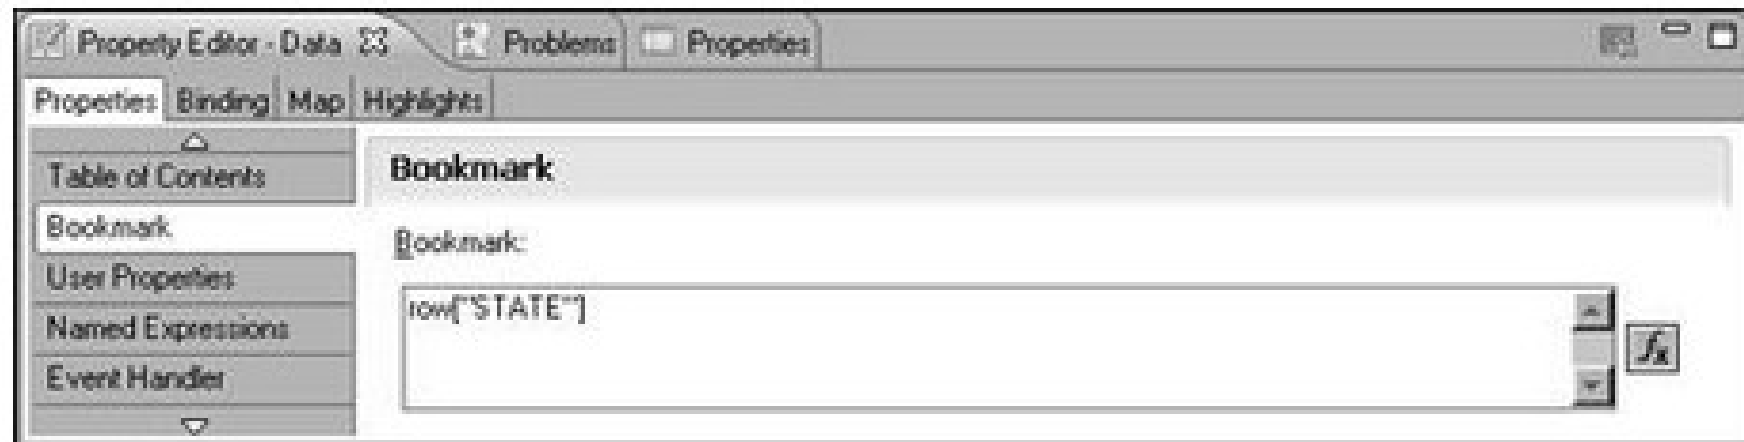 Property Editor - Data Problems Properties
Properties Binding Map Highlights
Table of Contents
Bookmark
User Properties
Named Expressions
Event Handler
Bookmark
Bookmark:
row["STATE"]
fx